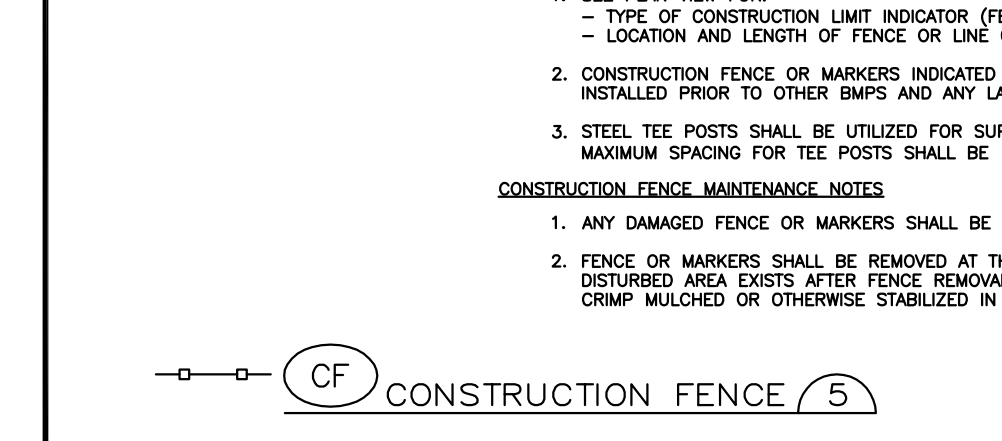 – TYPE OF CONSTRUCTION LIMIT INDICATOR
– LOCATION AND LENGTH OF FENCE OR LINE
2. CONSTRUCTION FENCE OR MARKERS INDICATED
INSTALLED PRIOR TO OTHER BMPS AND ANY
3. STEEL TEE POSTS SHALL BE UTILIZED FOR
MAXIMUM SPACING FOR TEE POSTS SHALL BE
CONSTRUCTION FENCE MAINTENANCE NOTES
1. ANY DAMAGED FENCE OR MARKERS SHALL BE
2. FENCE OR MARKERS SHALL BE REMOVED AT
DISTURBED AREA EXISTS AFTER FENCE
CRIMP MULCHED OR OTHERWISE STABILIZED IN
CF CONSTRUCTION FENCE 5